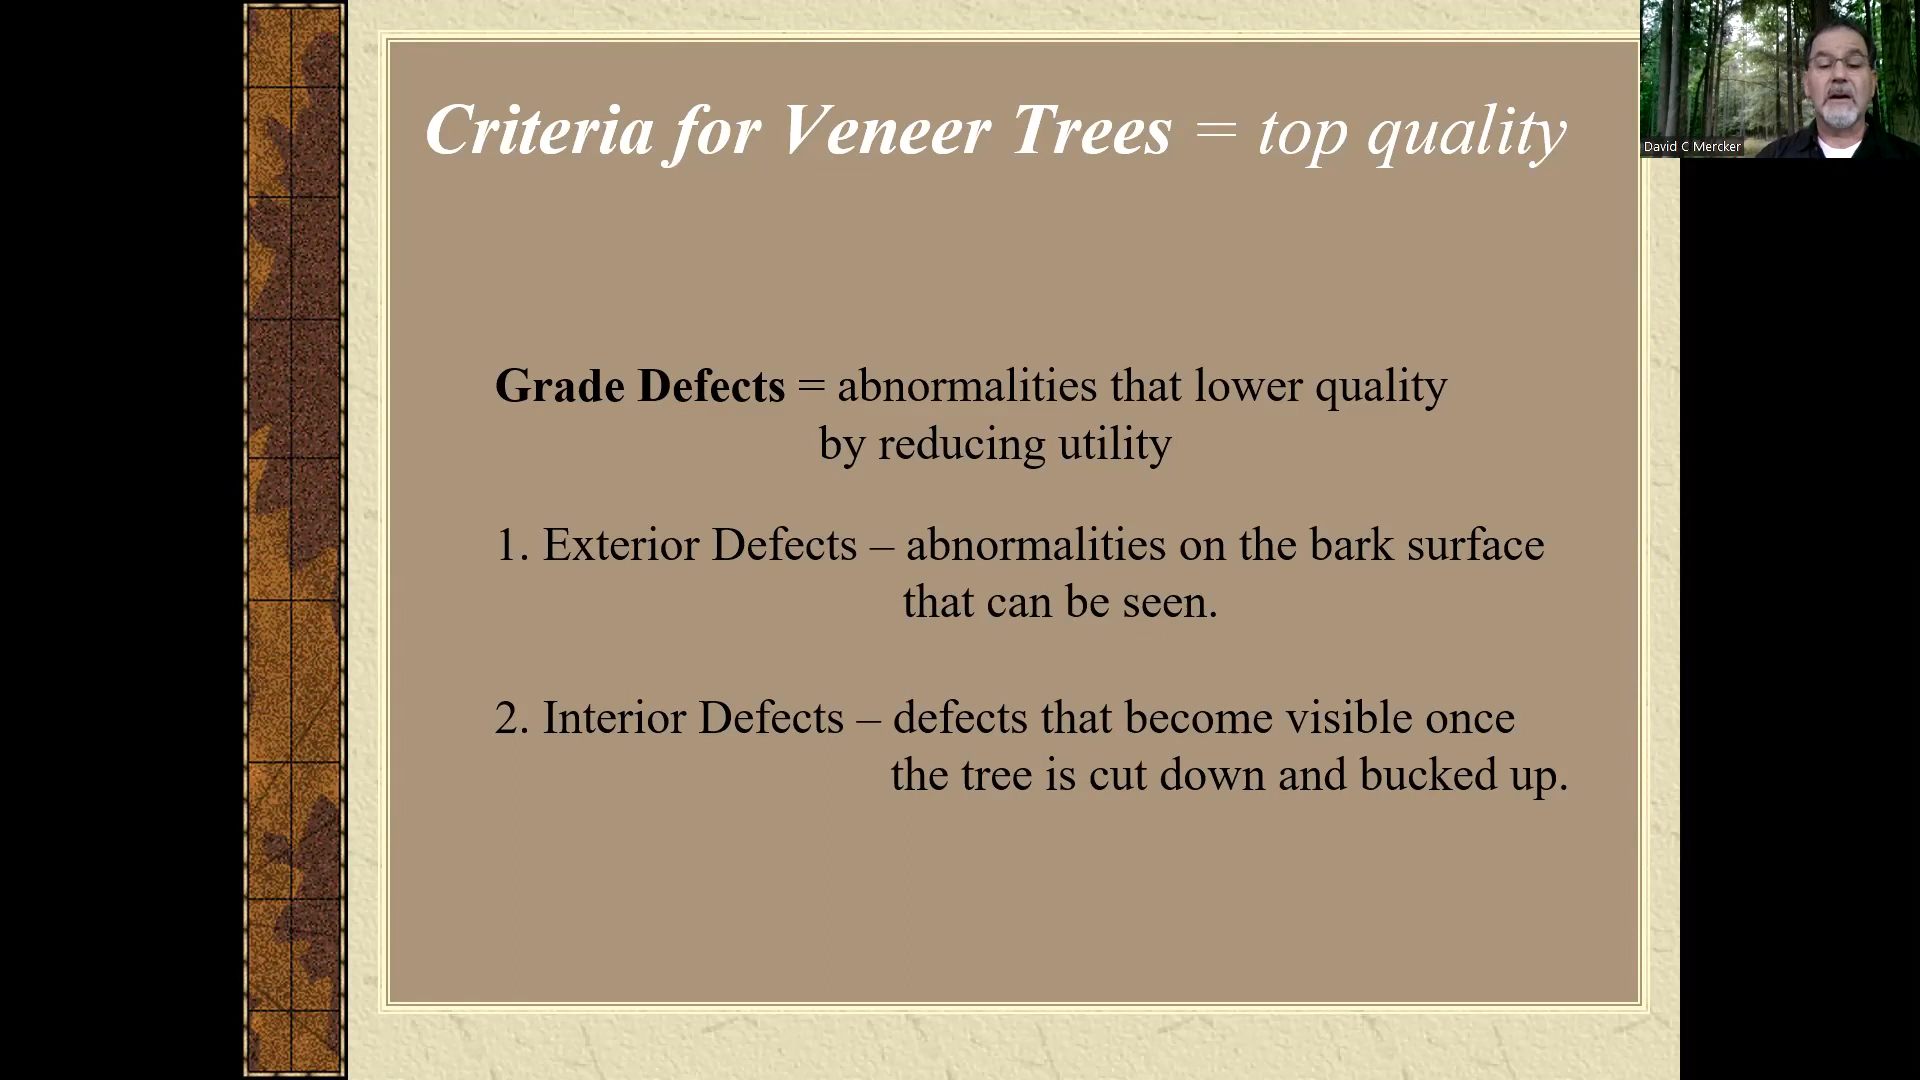 Criteria for Veneer Trees = top quality
David C Mercker
Grade Defects = abnormalities that lower quality
by reducing utility
1. Exterior Defects – abnormalities on the bark surface
that can be seen.
2. Interior Defects – defects that become visible once
the tree is cut down and bucked up.